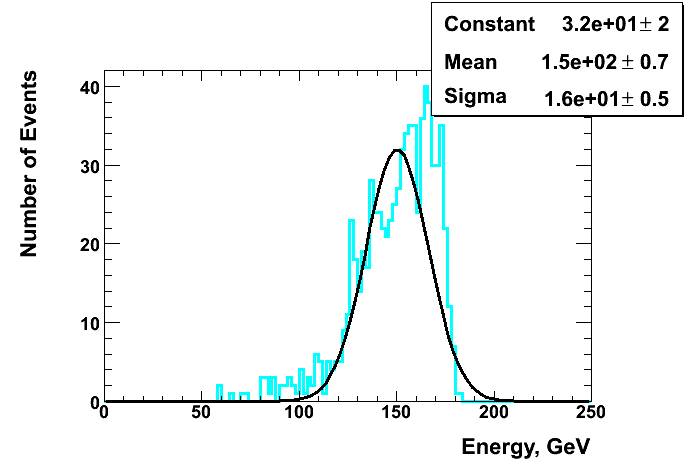 Constant 3.2e+01± 2
Mean 1.5e+02 ± 0.7
Sigma 1.6e+01± 0.5
Number of Events
40
30
20
10
0
0 50 100 150 200 250
Energy, GeV